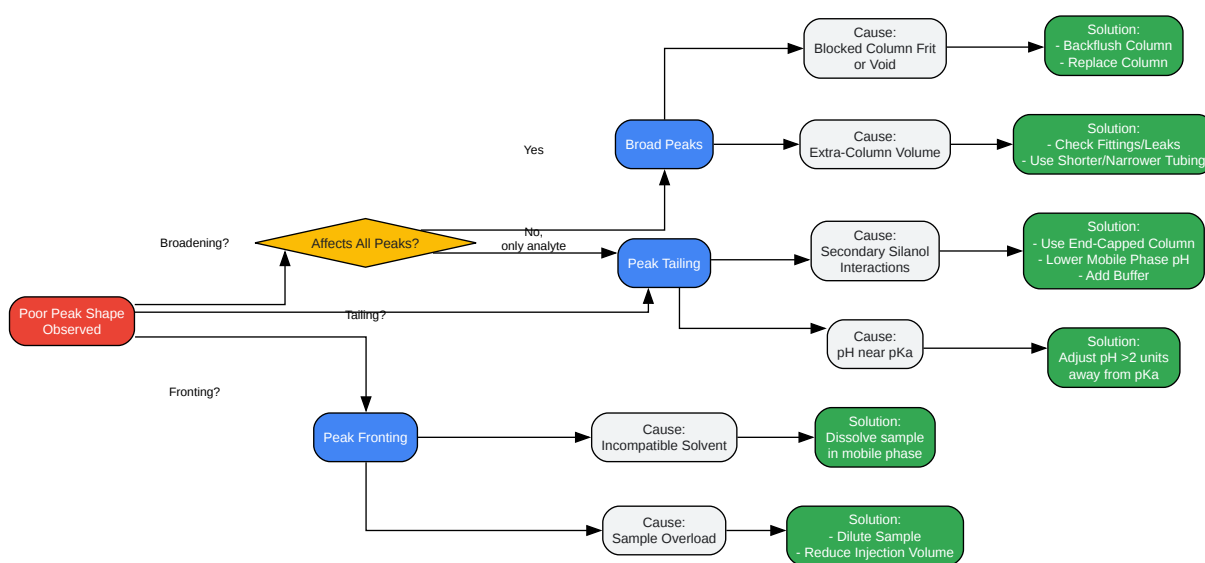 Poor Peak Shape
Observed
Broadening?
Tailing?
Fronting?
Affects All Peaks?
Yes
No,
only analyte
Broad Peaks
Cause:
Blocked Column Frit
or Void
Solution:
- Backflush Column
- Replace Column
Cause:
Extra-Column Volume
Solution:
- Check Fittings/Leaks
- Use Shorter/Narrower Tubing
Peak Tailing
Cause:
Secondary Silanol
Interactions
Solution:
- Use End-Capped Column
- Lower Mobile Phase pH
- Add Buffer
Cause:
pH near pKa
Solution:
Adjust pH >2 units
away from pKa
Peak Fronting
Cause:
Incompatible Solvent
Solution:
Dissolve sample
in mobile phase
Cause:
Sample Overload
Solution:
- Dilute Sample
- Reduce Injection Volume